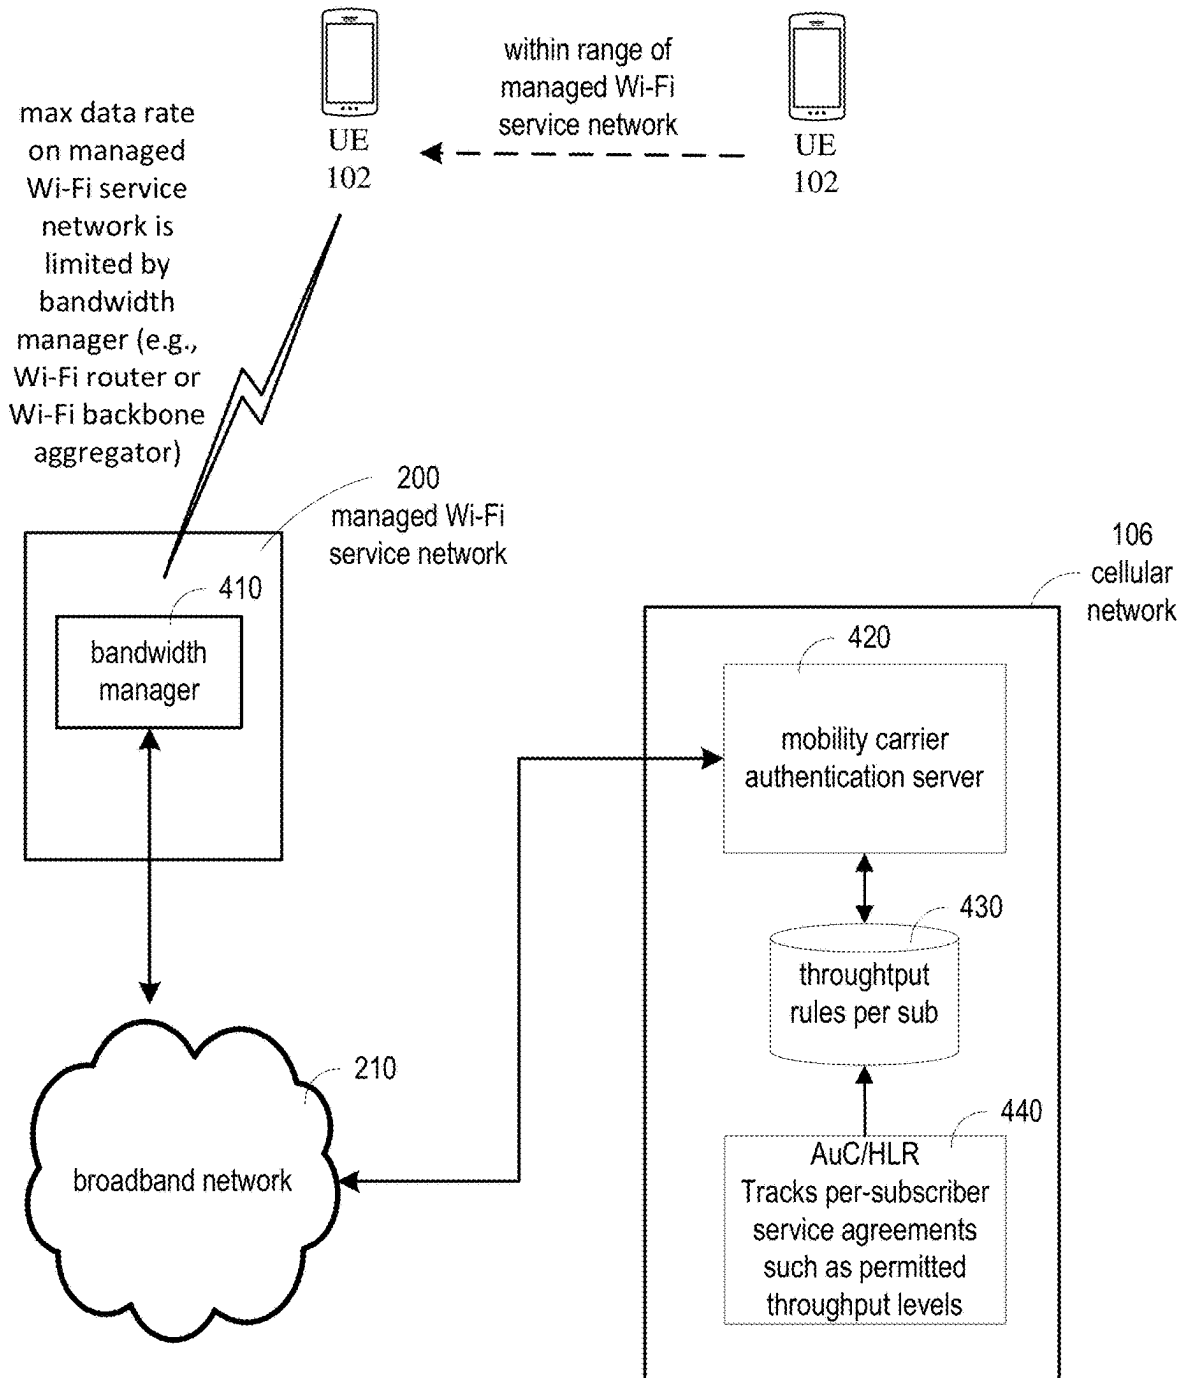 within range of
managed Wi-Fi
service network
UE
102
UE
102
max data rate
on managed
Wi-Fi service
network is
limited by
bandwidth
manager (e.g.,
Wi-Fi router or
Wi-Fi backbone
aggregator)
200
managed Wi-Fi
service network
410
bandwidth
manager
106
cellular
network
420
mobility carrier
authentication server
430
throughtput
rules per sub
210
broadband network
440
AuC/HLR
Tracks per-subscriber
service agreements
such as permitted
throughput levels